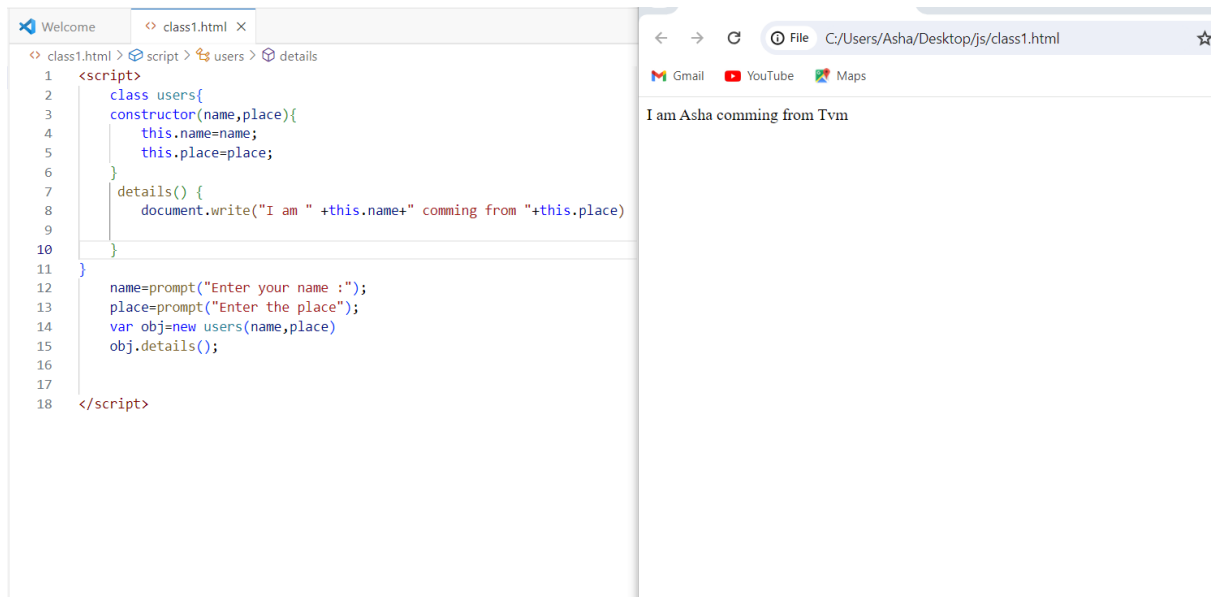 Welcome
class1.html
class1.html > script > users > details
1 <script>
2 class users{
3 constructor(name,place){
4 this.name=name;
5 this.place=place;
6 }
7 details() {
8 document.write("I am " +this.name+" comming from "+this.place)
9
10 }
11 }
12 name=prompt("Enter your name :");
13 place=prompt("Enter the place");
14 var obj=new users(name,place)
15 obj.details();
16
17
18 </script>
File C:/Users/Asha/Desktop/js/class1.html
Gmail YouTube Maps
I am Asha comming from Tvm